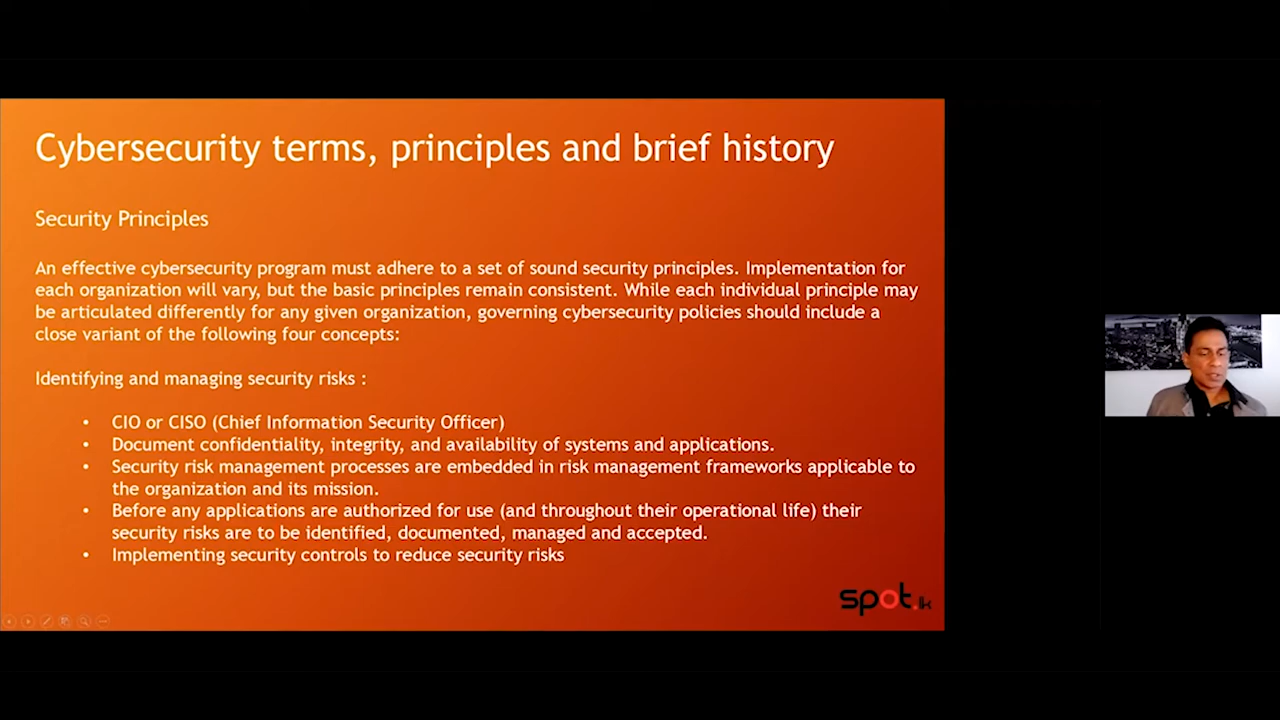 Cybersecurity terms, principles and brief history
Security Principles
An effective cybersecurity program must adhere to a set of sound security principles. Implementation for
each organization will vary, but the basic principles remain consistent. While each individual principle may
be articulated differently for any given organization, governing cybersecurity policies should include a
close variant of the following four concepts:
Identifying and managing security risks :
• CIO or CISO (Chief Information Security Officer)
• Document confidentiality, integrity, and availability of systems and applications.
• Security risk management processes are embedded in risk management frameworks applicable to
the organization and its mission.
• Before any applications are authorized for use (and throughout their operational life) their
security risks are to be identified, documented, managed and accepted.
• Implementing security controls to reduce security risks
spot.lk